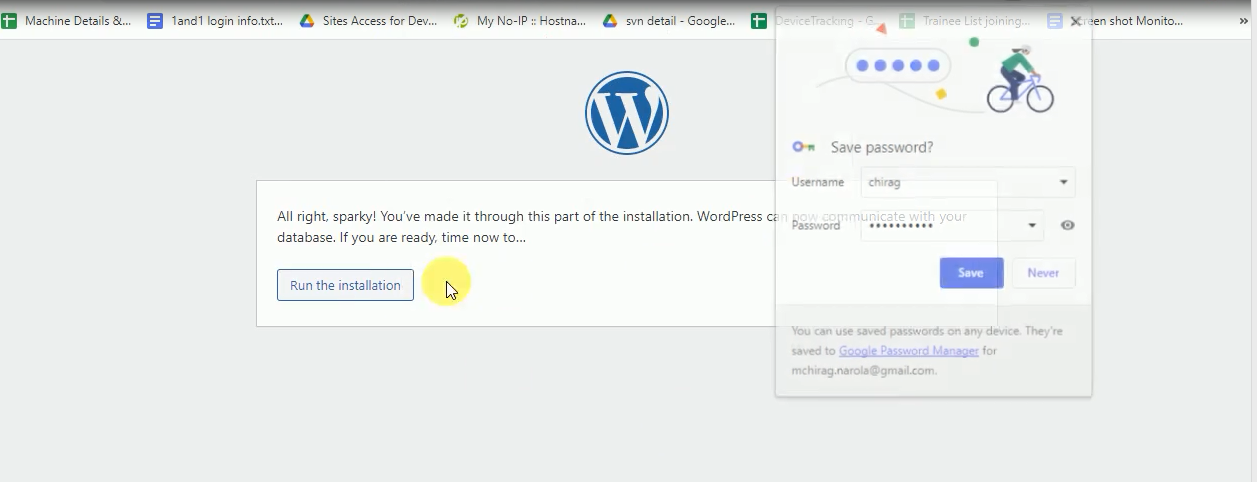 Machine Details &...
1and1 login info.txt...
Sites Access for Dev...
My No-IP :: Hostna...
svn detail - Google...
DeviceTracking - G...
Trainee List joining...
een shot Monito...
»
All right, sparky! You've made it through this part of the installation. WordPress can now communicate with your
database. If you are ready, time now to...
Run the installation
Save password?
Username chirag
Password ••••••••••
Save Never
You can use saved passwords on any device. They're
saved to Google Password Manager for
mchirag.narola@gmail.com.